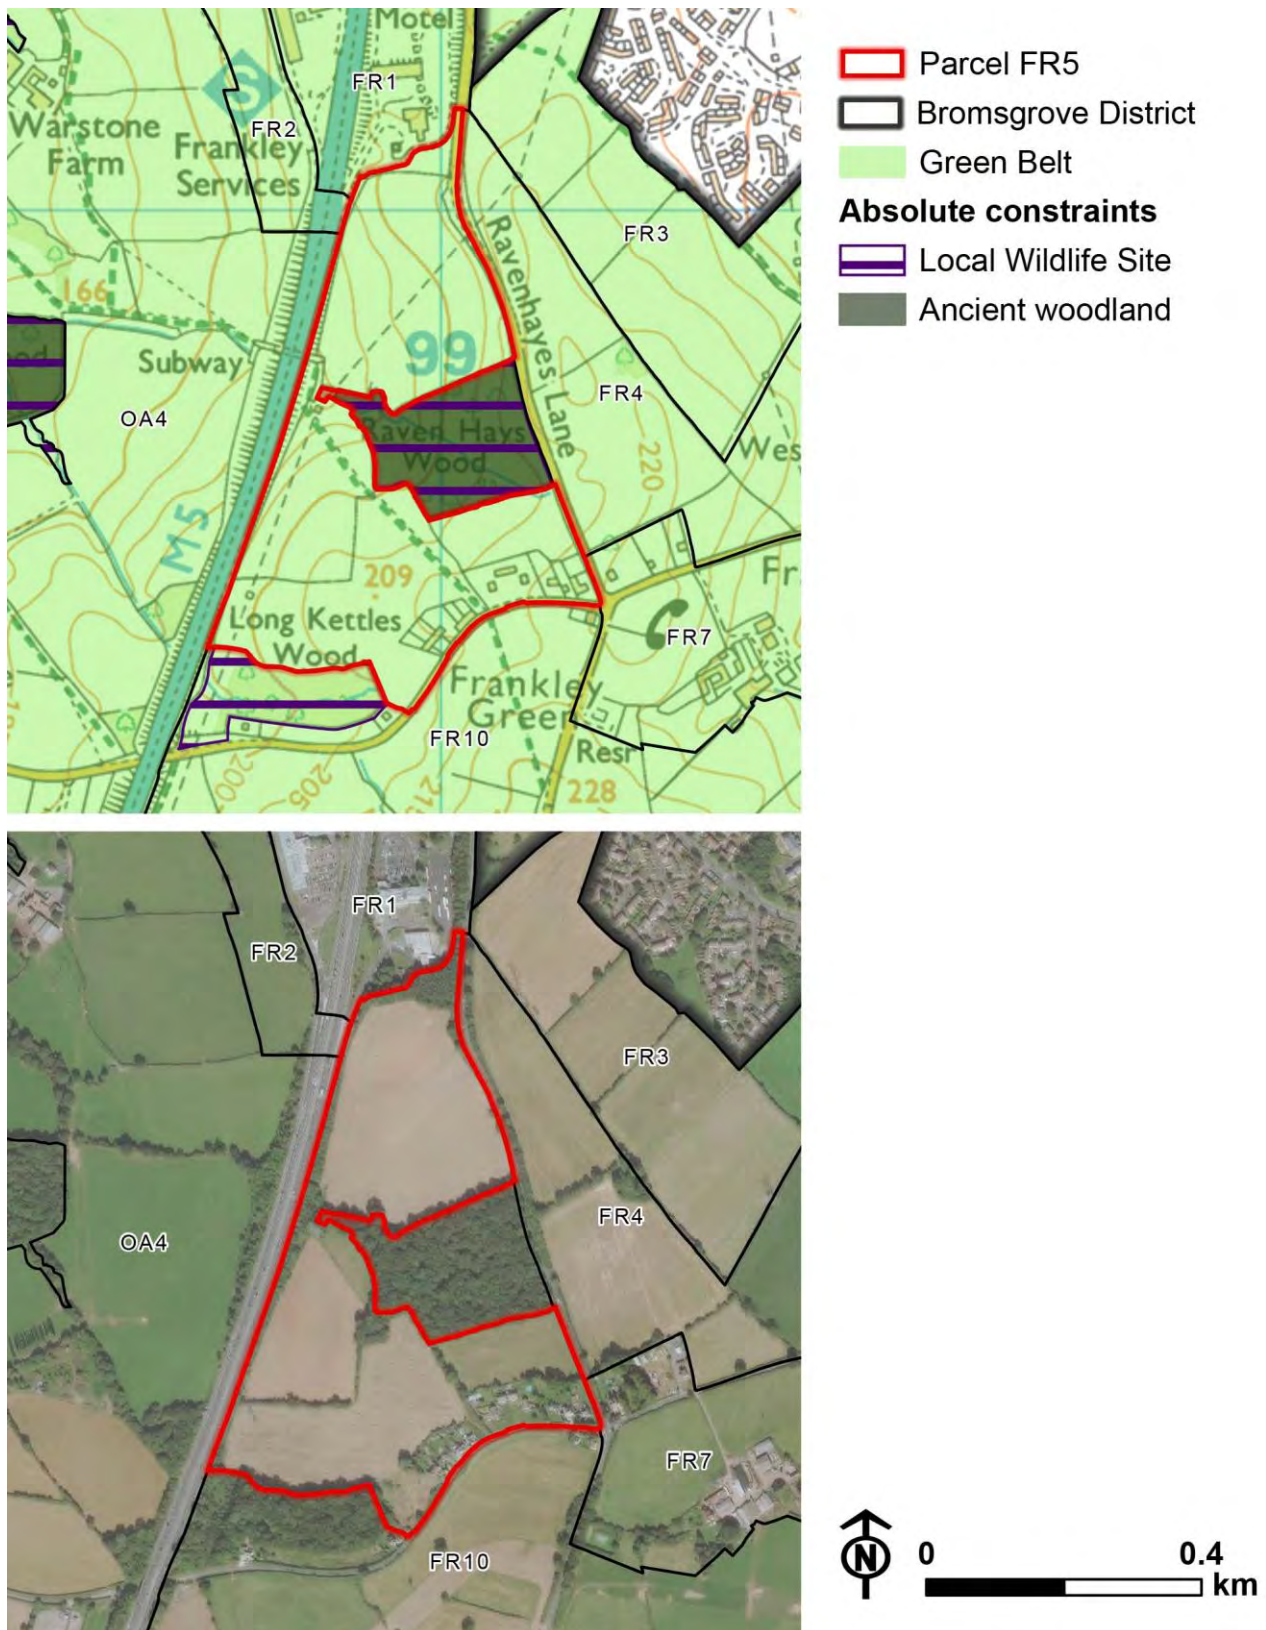 Motel
FR1
S
Warstone
Farm
FR2
Frankley
Services
FR3
166
Ravenhayes Lane
99
Subway
OA4
FR4
Raven Hays
Wood
220
Wes
M5
209
Fr
Long Kettles
Wood
FR7
Frankley
Green
FR10
Resr
200
205
228
FR1
FR2
FR3
FR4
OA4
FR7
FR10
Parcel FR5
Bromsgrove District
Green Belt
Absolute constraints
Local Wildlife Site
Ancient woodland
N
0 0.4
km